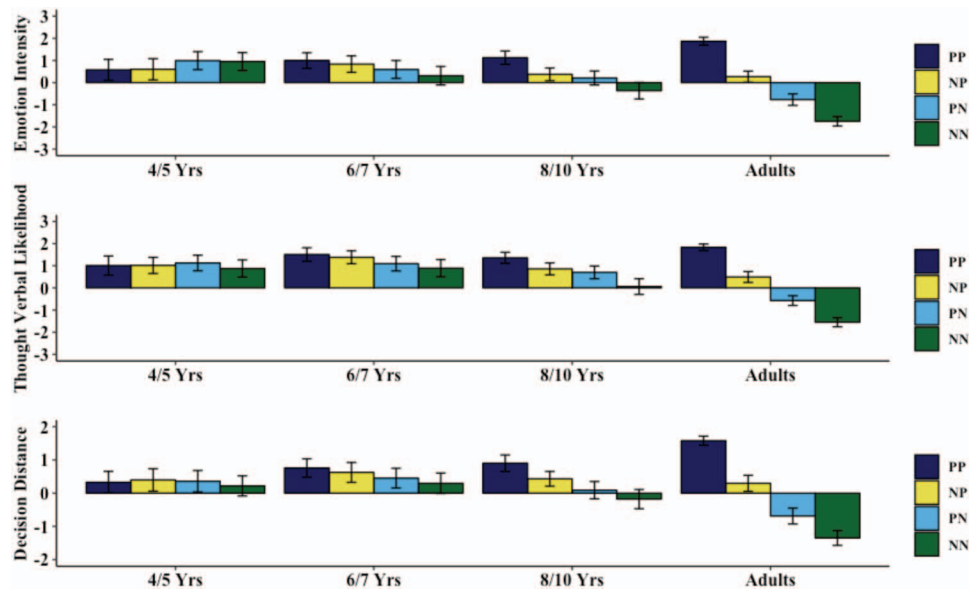 Emotion Intensity
3
2
1
0
-1
-2
-3
4/5 Yrs 6/7 Yrs 8/10 Yrs Adults
PP
NP
PN
NN
Thought Verbal Likelihood
3
2
1
0
-1
-2
-3
4/5 Yrs 6/7 Yrs 8/10 Yrs Adults
PP
NP
PN
NN
Decision Distance
2
1
0
-1
-2
4/5 Yrs 6/7 Yrs 8/10 Yrs Adults
PP
NP
PN
NN